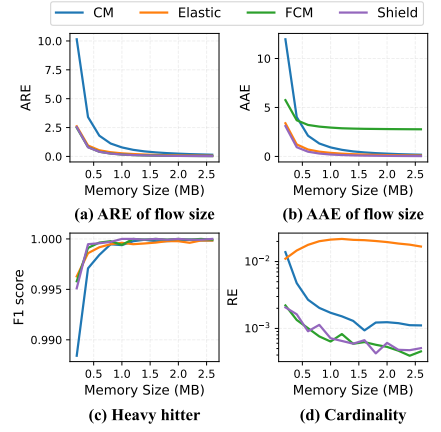 CM Elastic FCM Shield
ARE
10.0
7.5
5.0
2.5
0.0
0.5 1.0 1.5 2.0 2.5
Memory Size (MB)
(a) ARE of flow size
AAE
10
5
0
0.5 1.0 1.5 2.0 2.5
Memory Size (MB)
(b) AAE of flow size
F1 score
1.000
0.995
0.990
0.5 1.0 1.5 2.0 2.5
Memory Size (MB)
(c) Heavy hitter
RE
10⁻²
10⁻³
0.5 1.0 1.5 2.0 2.5
Memory Size (MB)
(d) Cardinality